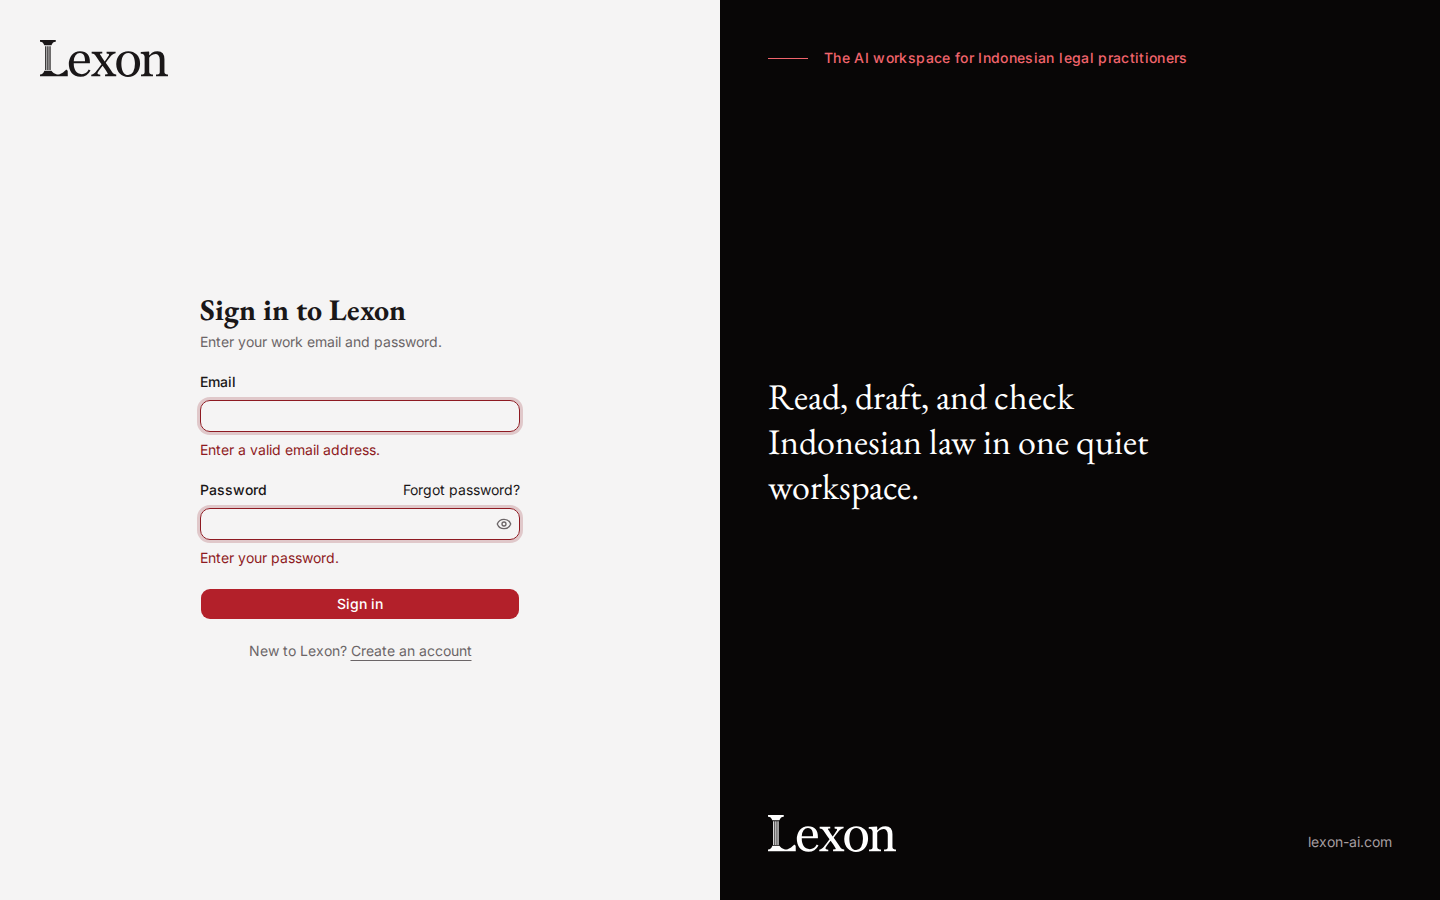 Lexon
Sign in to Lexon
Enter your work email and password.
Email
Enter a valid email address.
Password
Forgot password?
Enter your password.
Sign in
New to Lexon? Create an account
The AI workspace for Indonesian legal practitioners
Read, draft, and check
Indonesian law in one quiet
workspace.
Lexon
lexon-ai.com